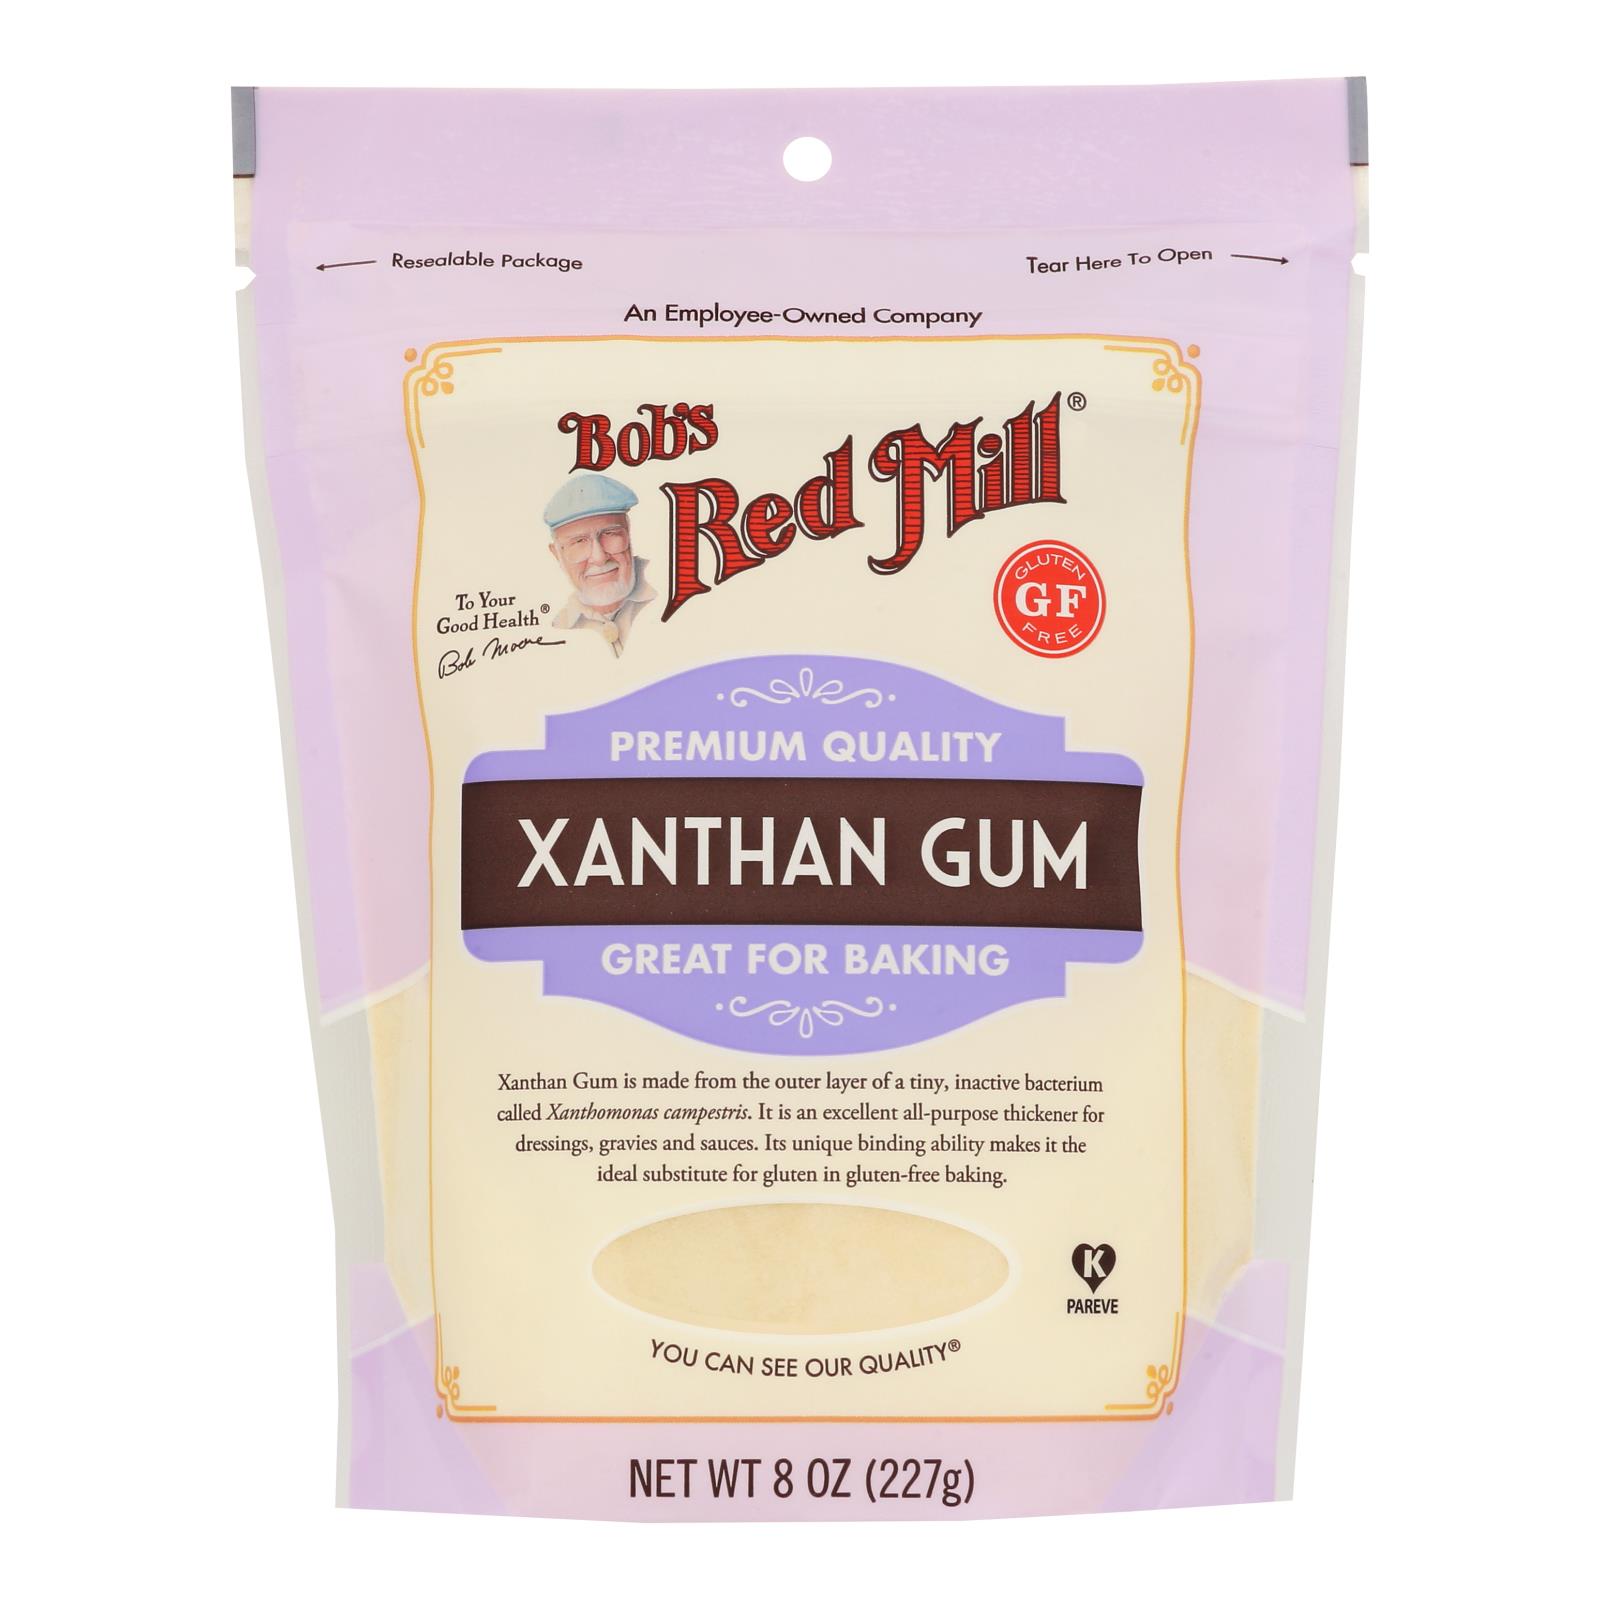 Resealable Package
Tear Here To Open
An Employee-Owned Company
Bob's
Red Mill®
GLUTEN
GF
FREE
To Your
Good Health®
Bob Moore
PREMIUM QUALITY
XANTHAN GUM
GREAT FOR BAKING
Xanthan Gum is made from the outer layer of a tiny, inactive bacterium
called Xanthomonas campestris. It is an excellent all-purpose thickener for
dressings, gravies and sauces. Its unique binding ability makes it the
ideal substitute for gluten in gluten-free baking.
K
PAREVE
YOU CAN SEE OUR QUALITY®
NET WT 8 OZ (227g)